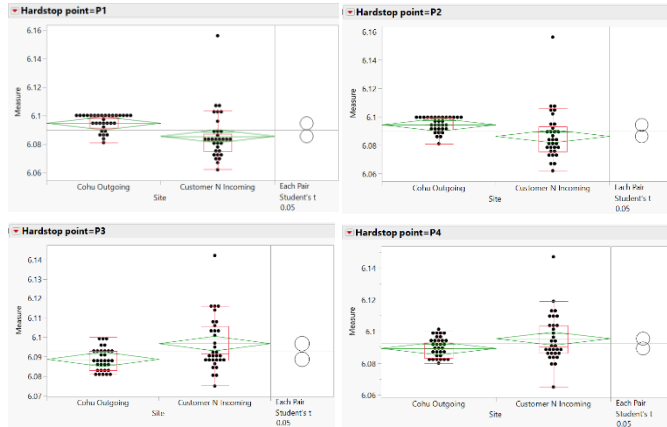 Hardstop point=P1
6.16
6.14
6.12
6.1
6.08
6.06
Measure
Cohu Outgoing
Customer N Incoming
Site
Each Pair
Student's t
0.05
Hardstop point=P2
6.16
6.14
6.12
6.1
6.08
6.06
Measure
Cohu Outgoing
Customer N Incoming
Site
Each Pair
Student's t
0.05
Hardstop point=P3
6.14
6.13
6.12
6.11
6.1
6.09
6.08
6.07
Measure
Cohu Outgoing
Customer N Incoming
Site
Each Pair
Student's t
0.05
Hardstop point=P4
6.14
6.12
6.1
6.08
6.06
Measure
Cohu Outgoing
Customer N Incoming
Site
Each Pair
Student's t
0.05